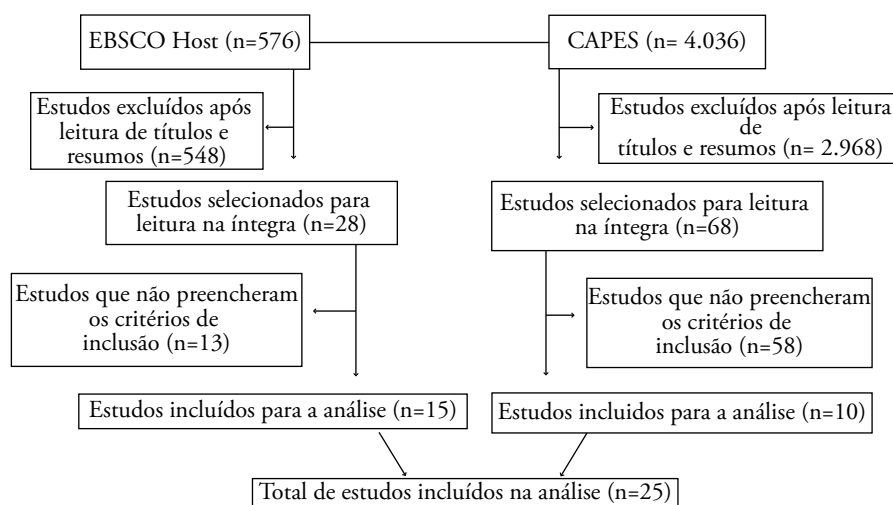 EBSCO Host (n=576)
CAPES (n= 4.036)
Estudos excluídos após
leitura de títulos e
resumos (n=548)
Estudos excluídos após leitura
de
títulos e resumos (n= 2.968)
Estudos selecionados para
leitura na íntegra (n=28)
Estudos selecionados para leitura
na íntegra (n=68)
Estudos que não preencheram
os critérios de
inclusão (n=13)
Estudos que não preencheram
os critérios de
inclusão (n=58)
Estudos incluídos para a análise (n=15)
Estudos incluidos para a análise (n=10)
Total de estudos incluídos na análise (n=25)